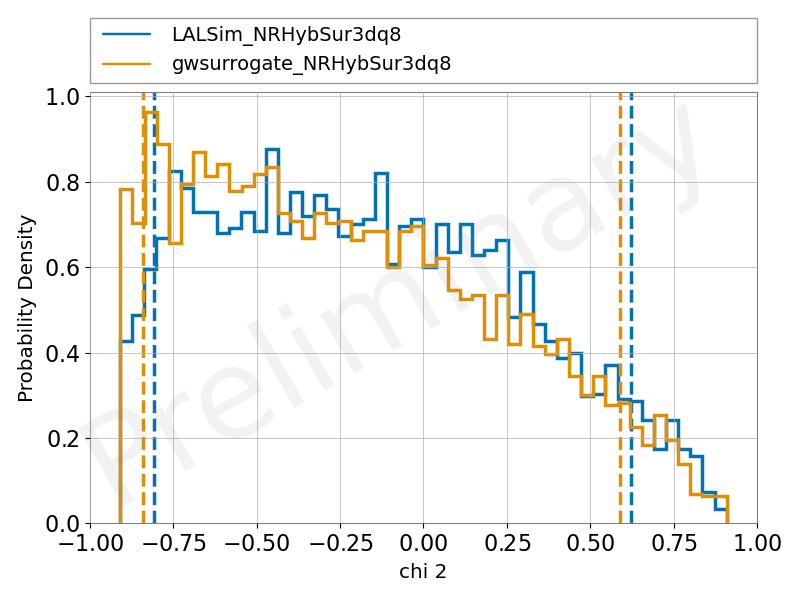 LALSim_NRHybSur3dq8
gwsurrogate_NRHybSur3dq8
1.0
0.8
0.6
0.4
0.2
0.0
Probability Density
Preliminary
−1.00 −0.75 −0.50 −0.25 0.00 0.25 0.50 0.75 1.00
chi 2